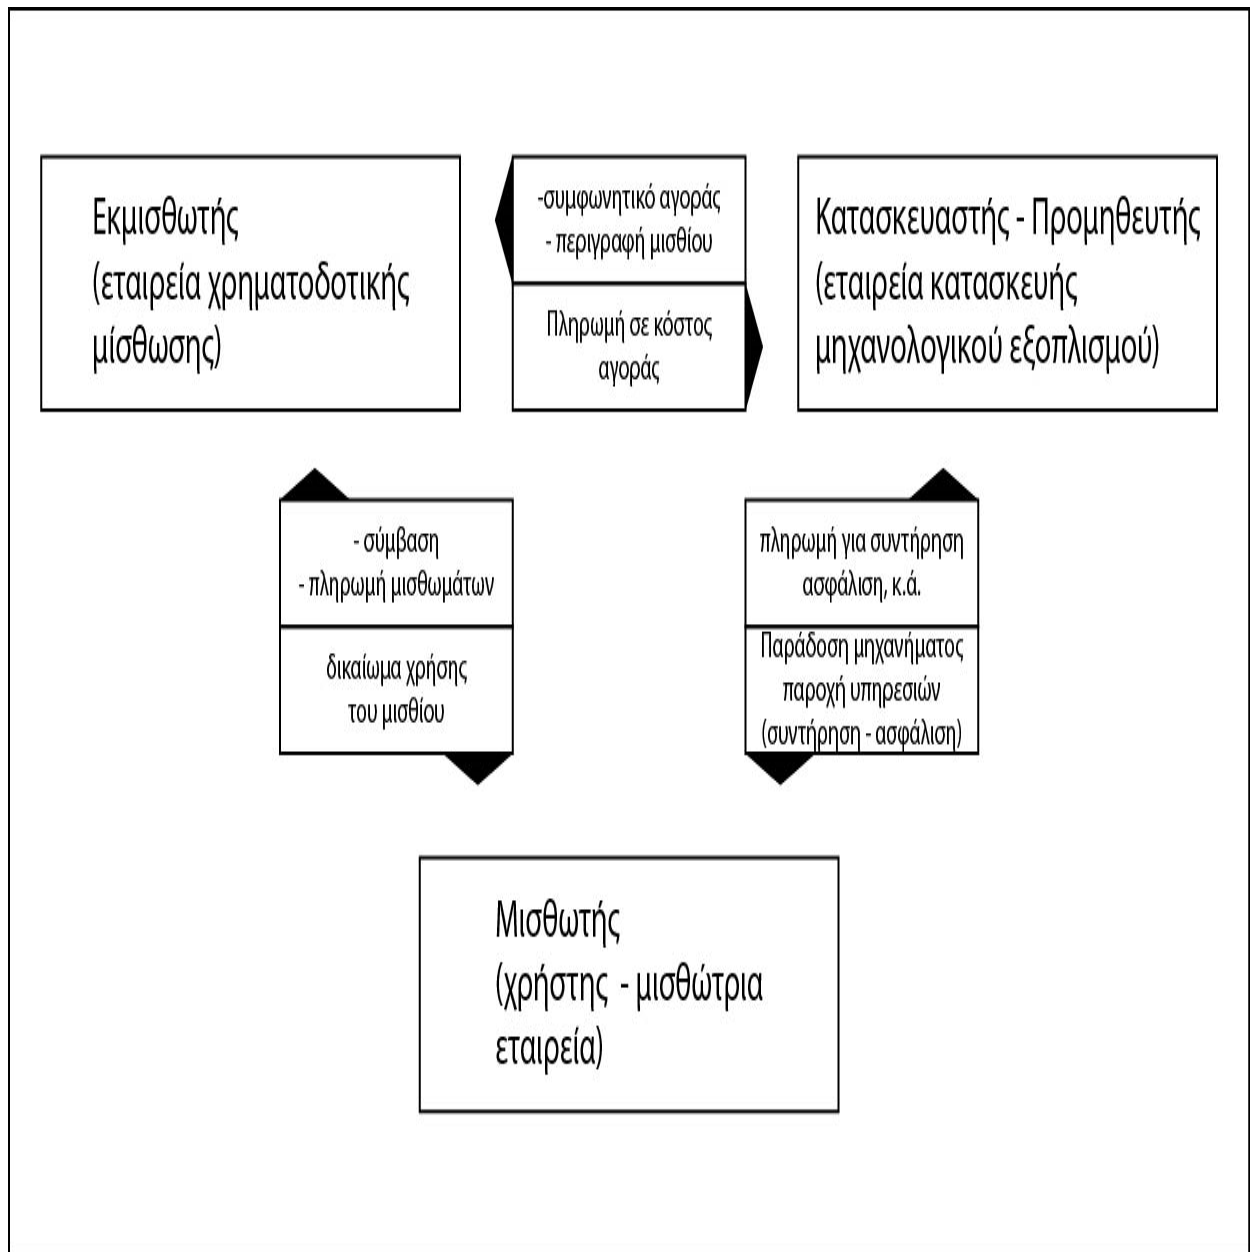 Εκμισθωτής
(εταιρεία χρηματοδοτικής
μίσθωσης)
-συμφωνητικό αγοράς
- περιγραφή μισθίου
Πληρωμή σε κόστος
αγοράς
Κατασκευαστής - Προμηθευτής
(εταιρεία κατασκευής
μηχανολογικού εξοπλισμού)
- σύμβαση
- πληρωμή μισθωμάτων
δικαίωμα χρήσης
του μισθίου
πληρωμή για συντήρηση
ασφάλιση, κ.ά.
Παράδοση μηχανήματος
παροχή υπηρεσιών
(συντήρηση - ασφάλιση)
Μισθωτής
(χρήστης - μισθώτρια
εταιρεία)